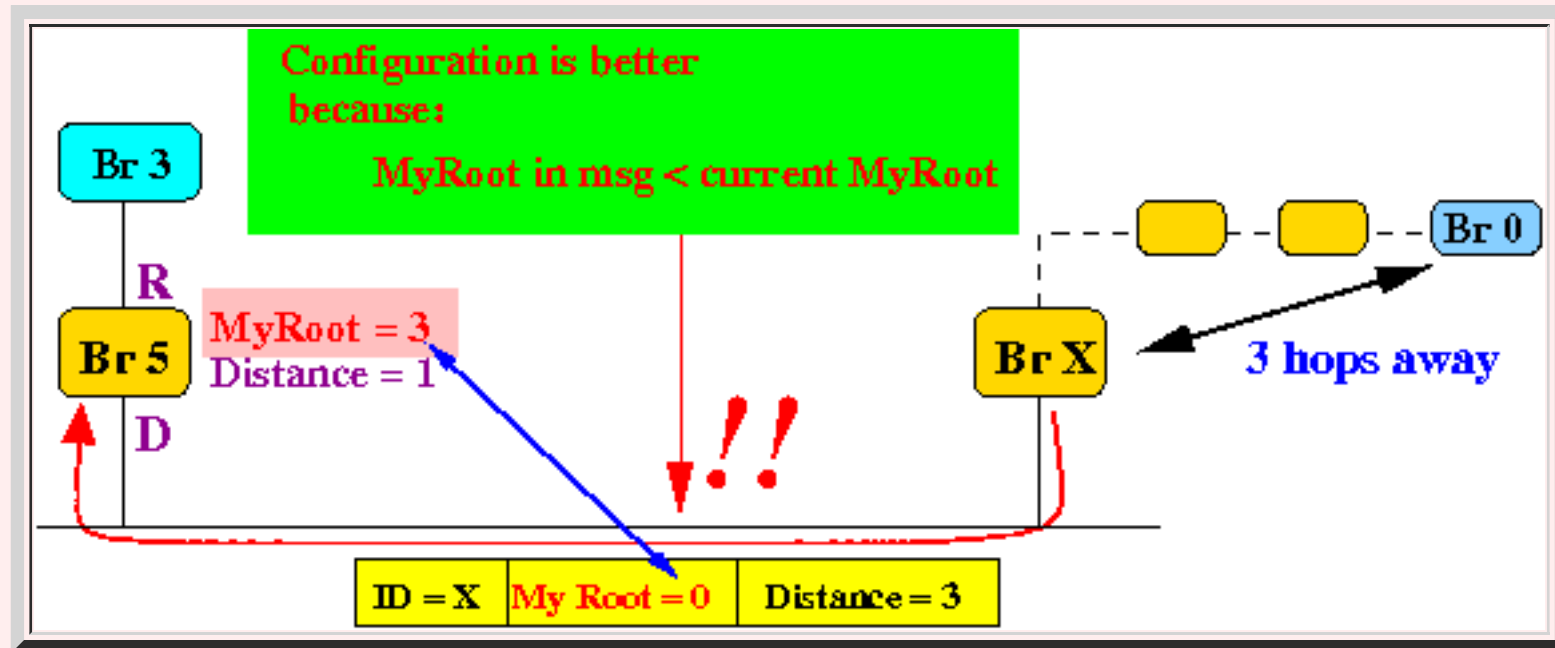 Configuration is better
because:
MyRoot in msg < current MyRoot
Br 3
Br 0
R
MyRoot = 3
Br 5
Distance = 1
Br X
3 hops away
D
!!
ID = X
My Root = 0
Distance = 3